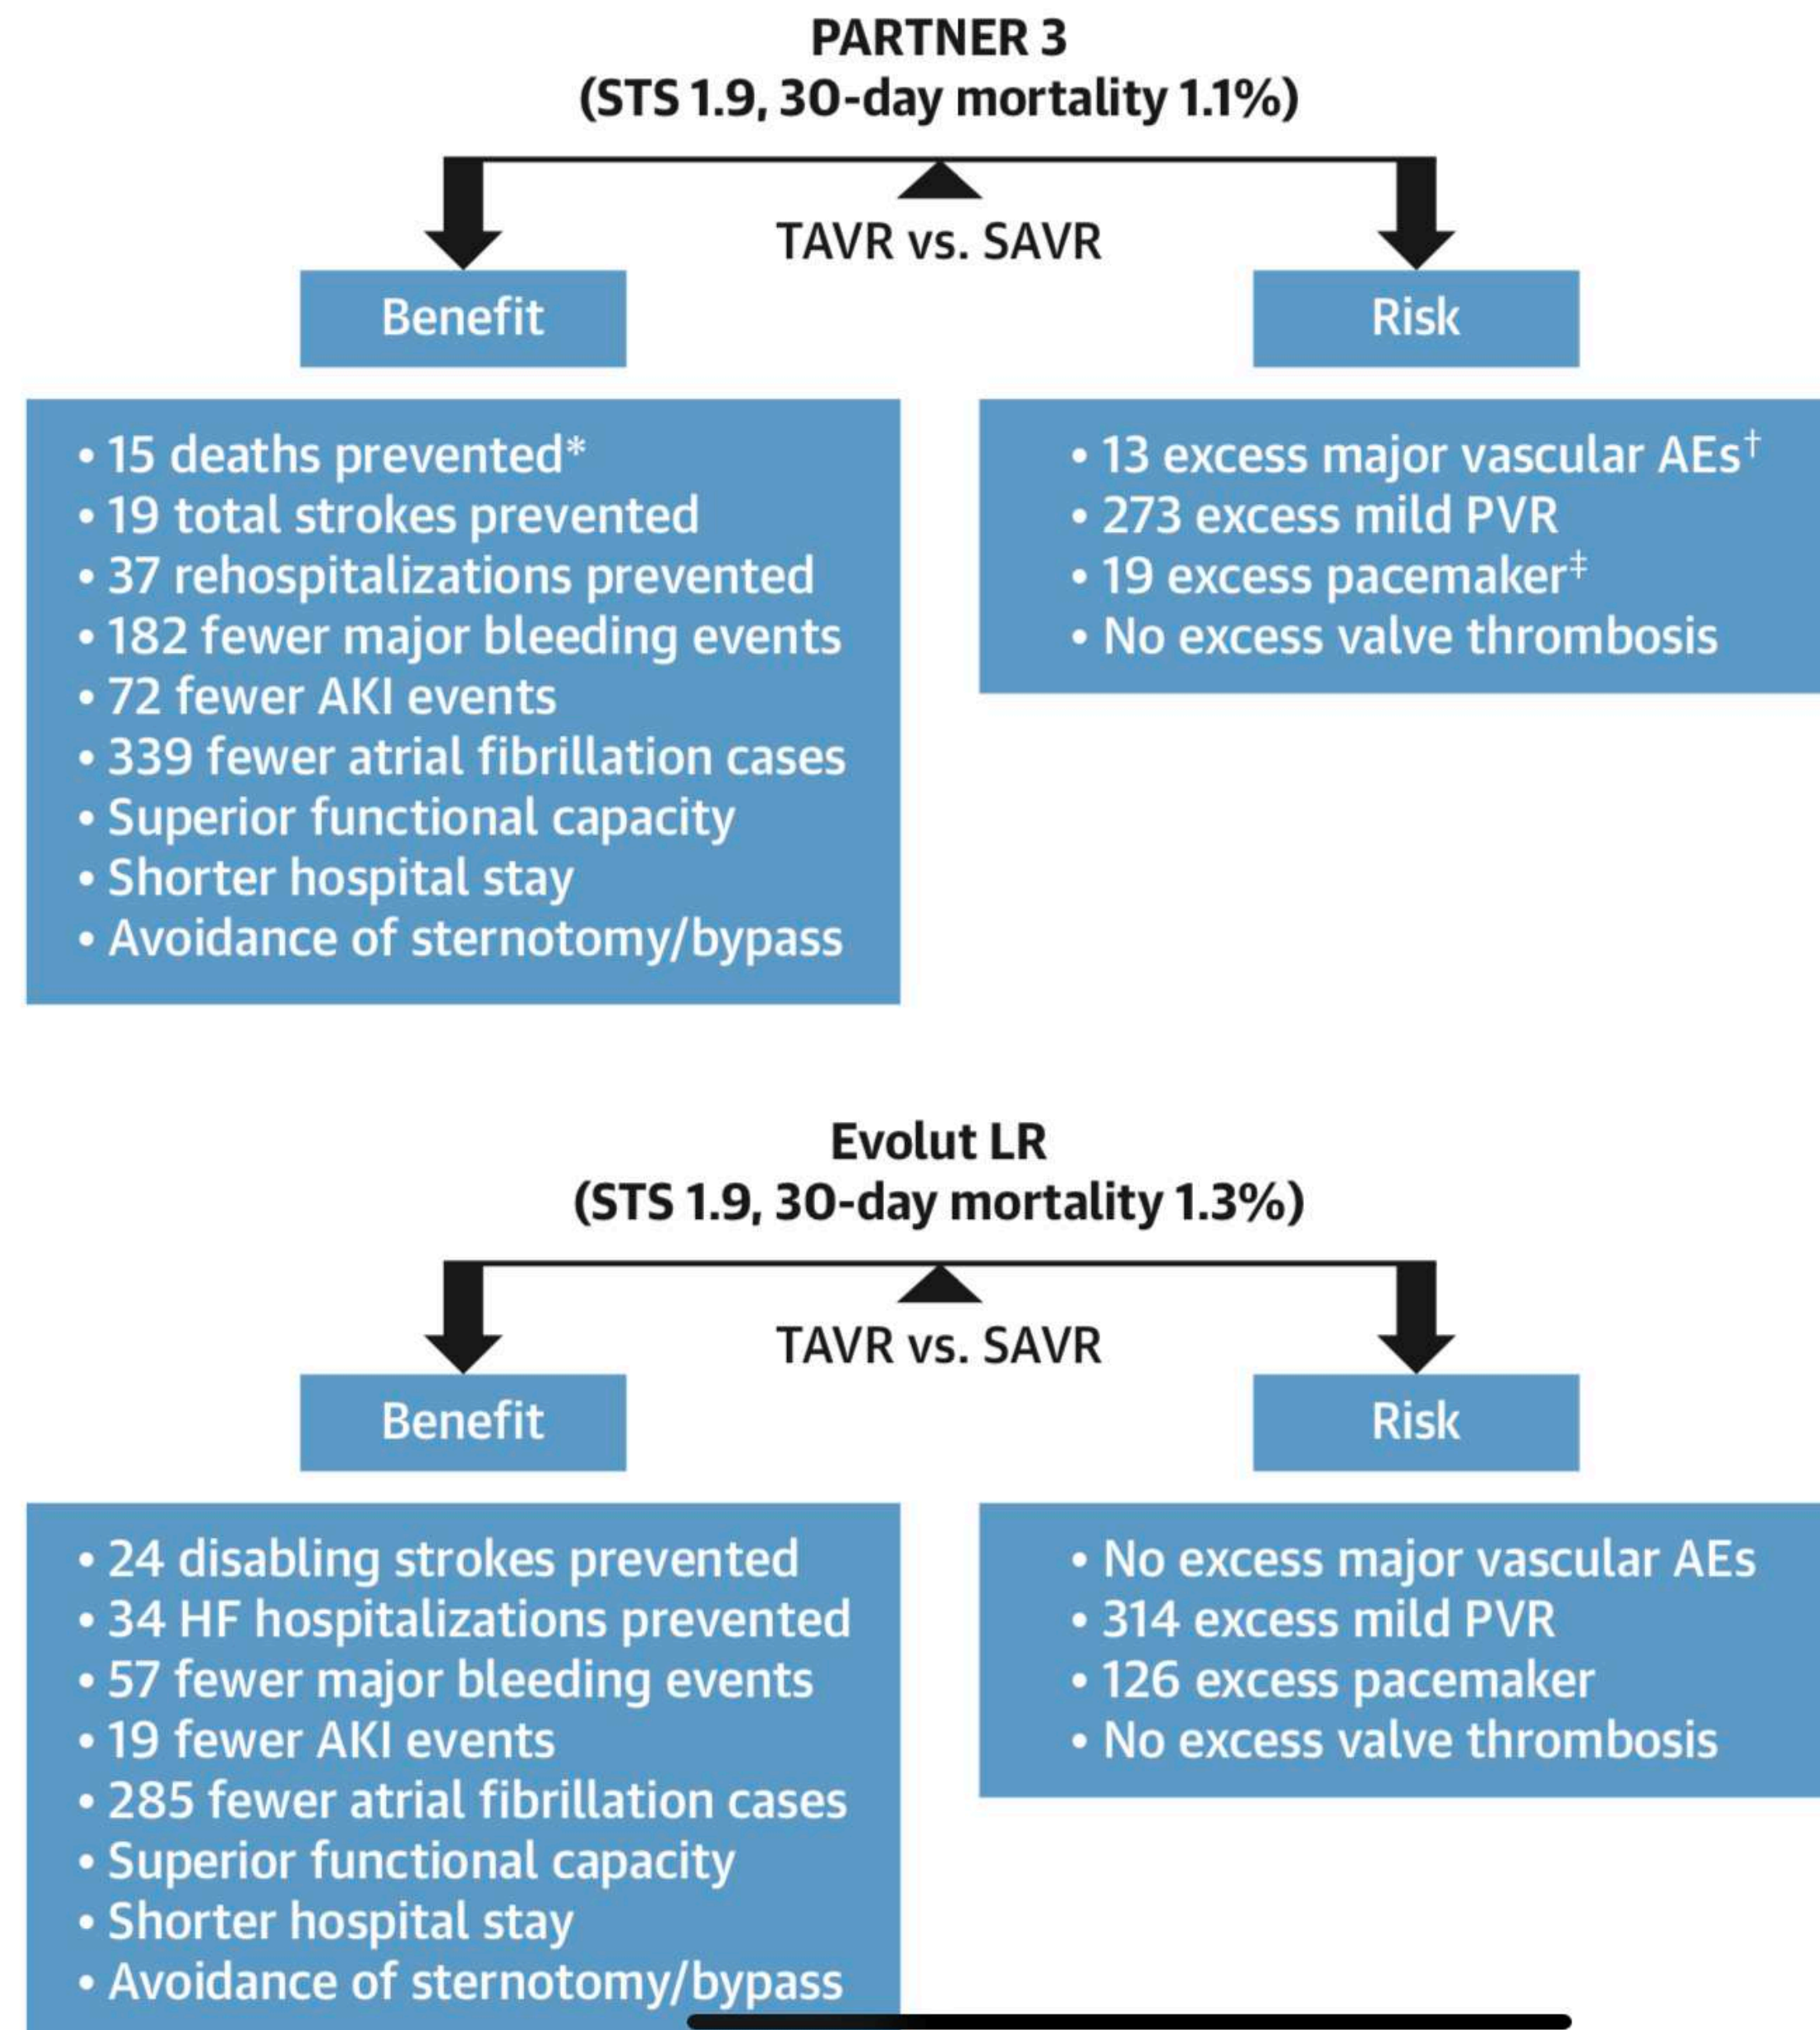 PARTNER 3
(STS 1.9, 30-day mortality 1.1%)
TAVR vs. SAVR
Benefit
Risk
• 15 deaths prevented*
• 19 total strokes prevented
• 37 rehospitalizations prevented
• 182 fewer major bleeding events
• 72 fewer AKI events
• 339 fewer atrial fibrillation cases
• Superior functional capacity
• Shorter hospital stay
• Avoidance of sternotomy/bypass
• 13 excess major vascular AEs†
• 273 excess mild PVR
• 19 excess pacemaker‡
• No excess valve thrombosis
Evolut LR
(STS 1.9, 30-day mortality 1.3%)
TAVR vs. SAVR
Benefit
Risk
• 24 disabling strokes prevented
• 34 HF hospitalizations prevented
• 57 fewer major bleeding events
• 19 fewer AKI events
• 285 fewer atrial fibrillation cases
• Superior functional capacity
• Shorter hospital stay
• Avoidance of sternotomy/bypass
• No excess major vascular AEs
• 314 excess mild PVR
• 126 excess pacemaker
• No excess valve thrombosis